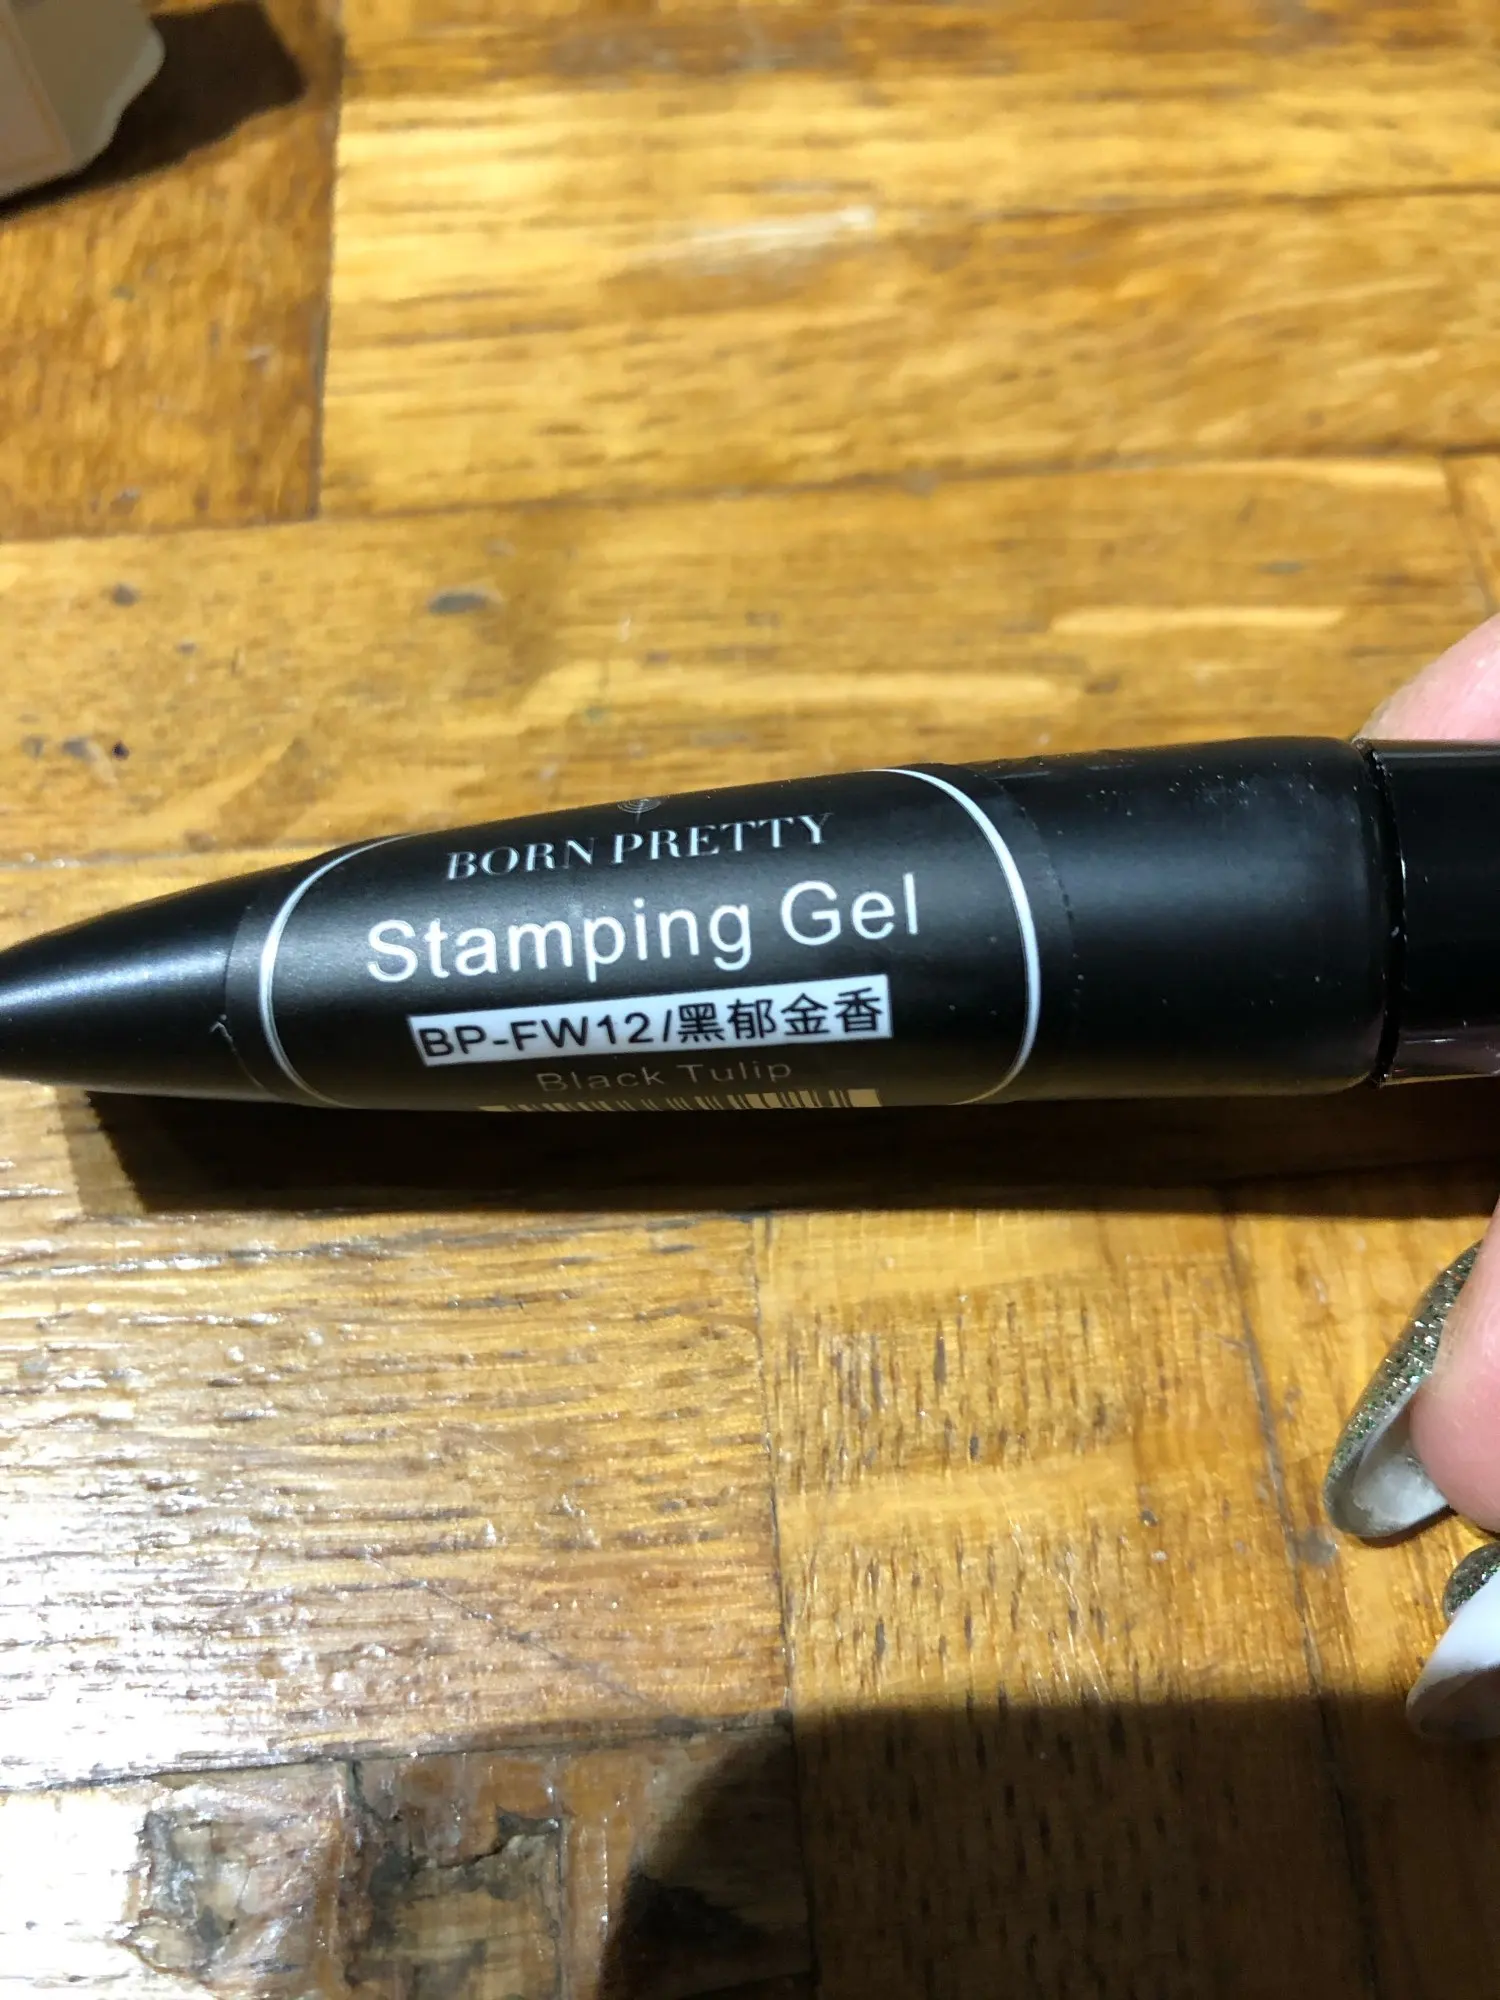 BORN PRETTY
Stamping Gel
BP-FW12/黑郁金香
Black Tulip